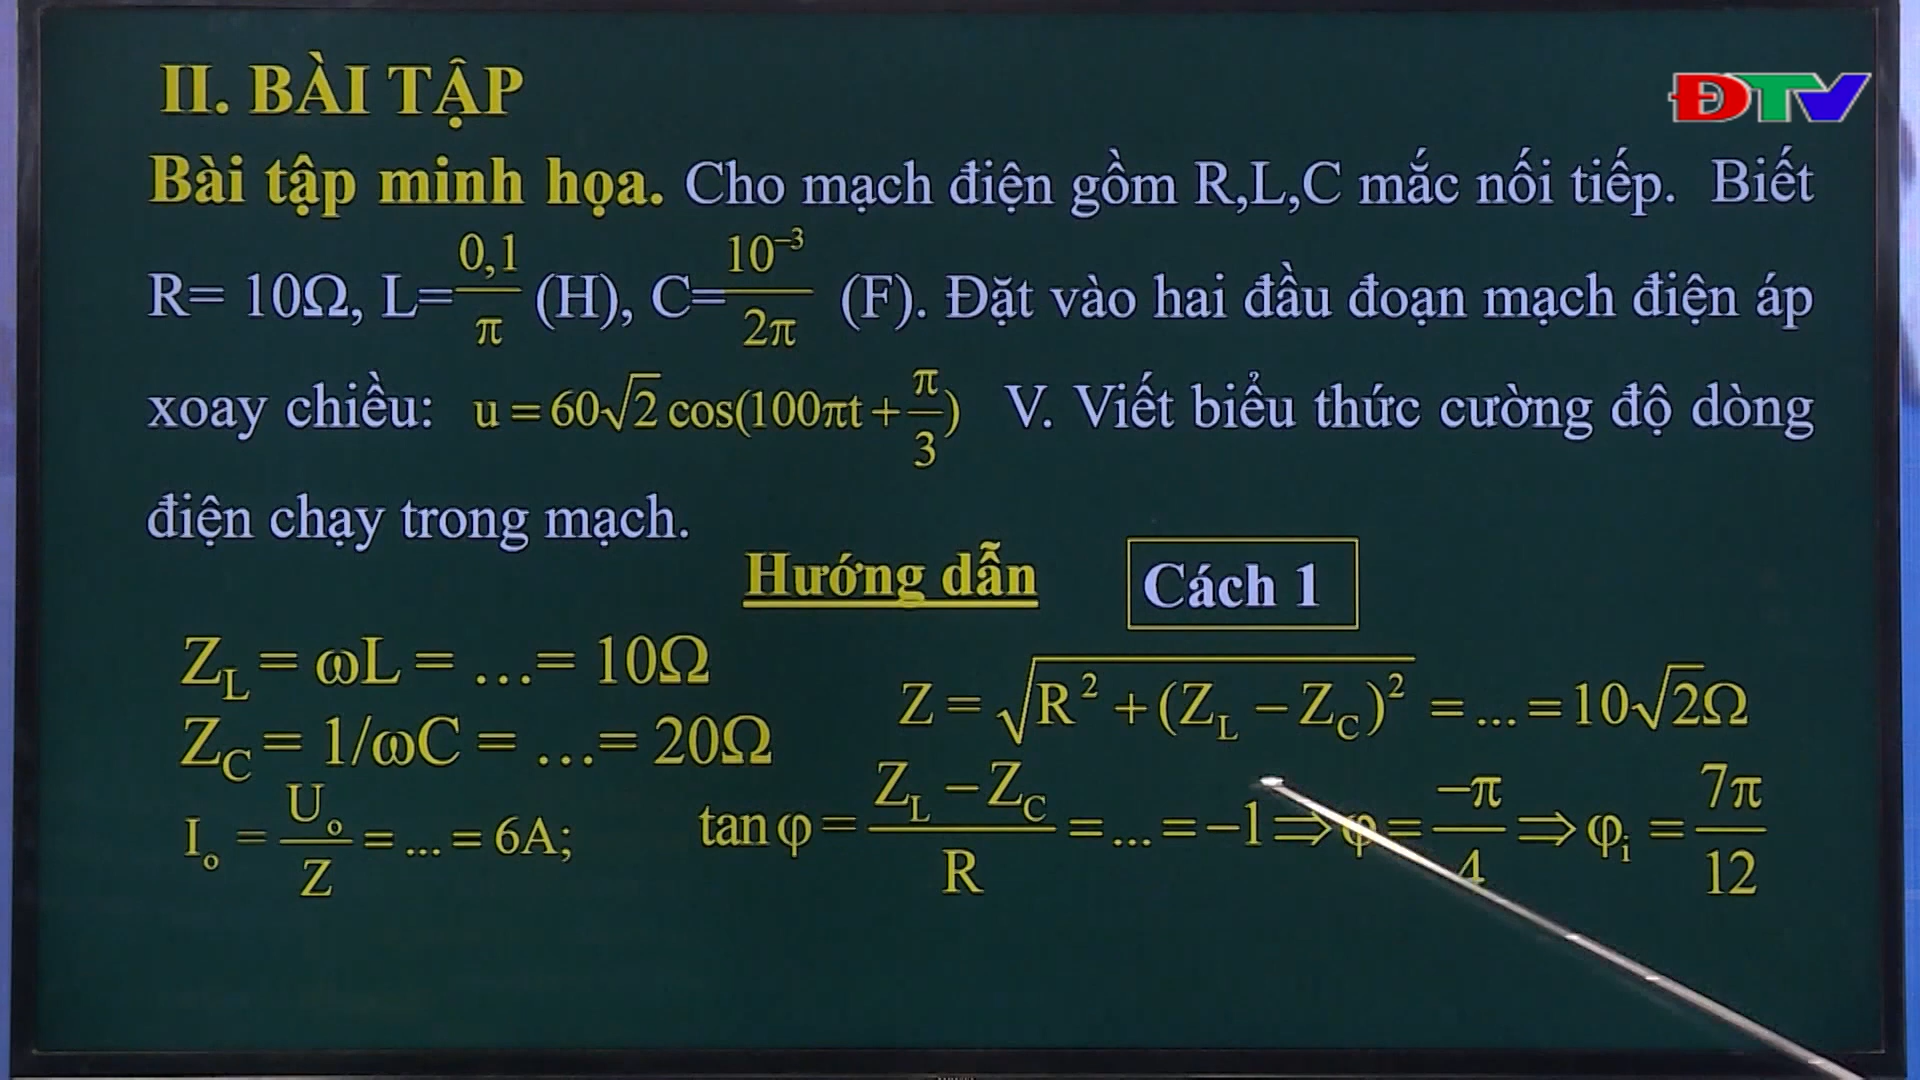 II. BÀI TẬP
ĐTV
Bài tập minh họa. Cho mạch điện gồm R,L,C mắc nối tiếp. Biết
R= 10Ω, L= 0,1/π (H), C= 10⁻³/2π (F). Đặt vào hai đầu đoạn mạch điện áp
xoay chiều: u = 60√2 cos(100πt + π/3) V. Viết biểu thức cường độ dòng
điện chạy trong mạch.
Hướng dẫn Cách 1
Z_L = ωL = …= 10Ω
Z = √(R² + (Z_L − Z_C)²) = ... = 10√2Ω
Z_C = 1/ωC = …= 20Ω
I₀ = U₀/Z = ... = 6A; tan φ = (Z_L − Z_C)/R = ... = −1 ⇒ φ = −π/4 ⇒ φ_i = 7π/12